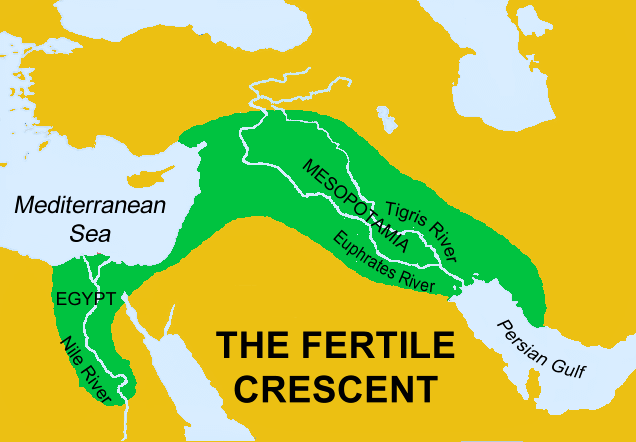 MESOPOTAMIA
Tigris River
Mediterranean
Sea
Euphrates River
EGYPT
Nile River
Persian Gulf
THE FERTILE
CRESCENT